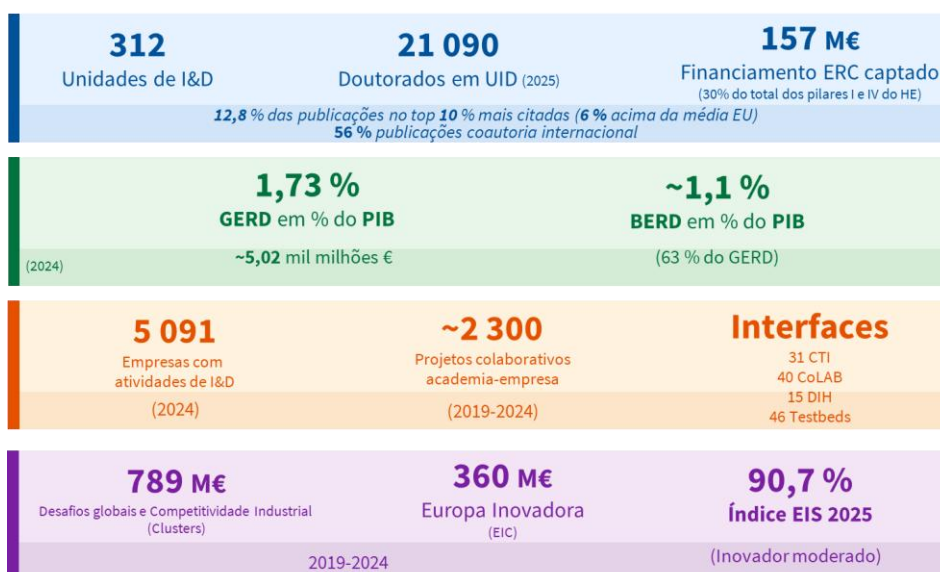 312
Unidades de I&D
21 090
Doutorados em UID (2025)
157 M€
Financiamento ERC captado
(30% do total dos pilares I e IV do HE)
12,8 % das publicações no top 10 % mais citadas (6 % acima da média EU)
56 % publicações coautoria internacional
1,73 %
GERD em % do PIB
~5,02 mil milhões €
(2024)
~1,1 %
BERD em % do PIB
(63 % do GERD)
5 091
Empresas com
atividades de I&D
(2024)
~2 300
Projetos colaborativos
academia-empresa
(2019-2024)
Interfaces
31 CTI
40 CoLAB
15 DIH
46 Testbeds
789 M€
Desafios globais e Competitividade Industrial
(Clusters)
360 M€
Europa Inovadora
(EIC)
2019-2024
90,7 %
Índice EIS 2025
(Inovador moderado)